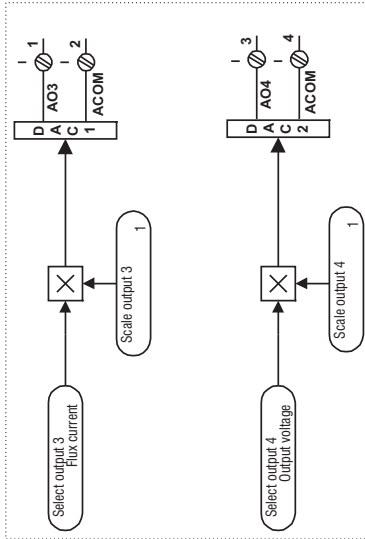 Select output 3
Flux current
Scale output 3
1
D
A
C
1
AO3
I
1
ACOM
I
2
Select output 4
Output voltage
Scale output 4
1
D
A
C
2
AO4
I
3
ACOM
I
4